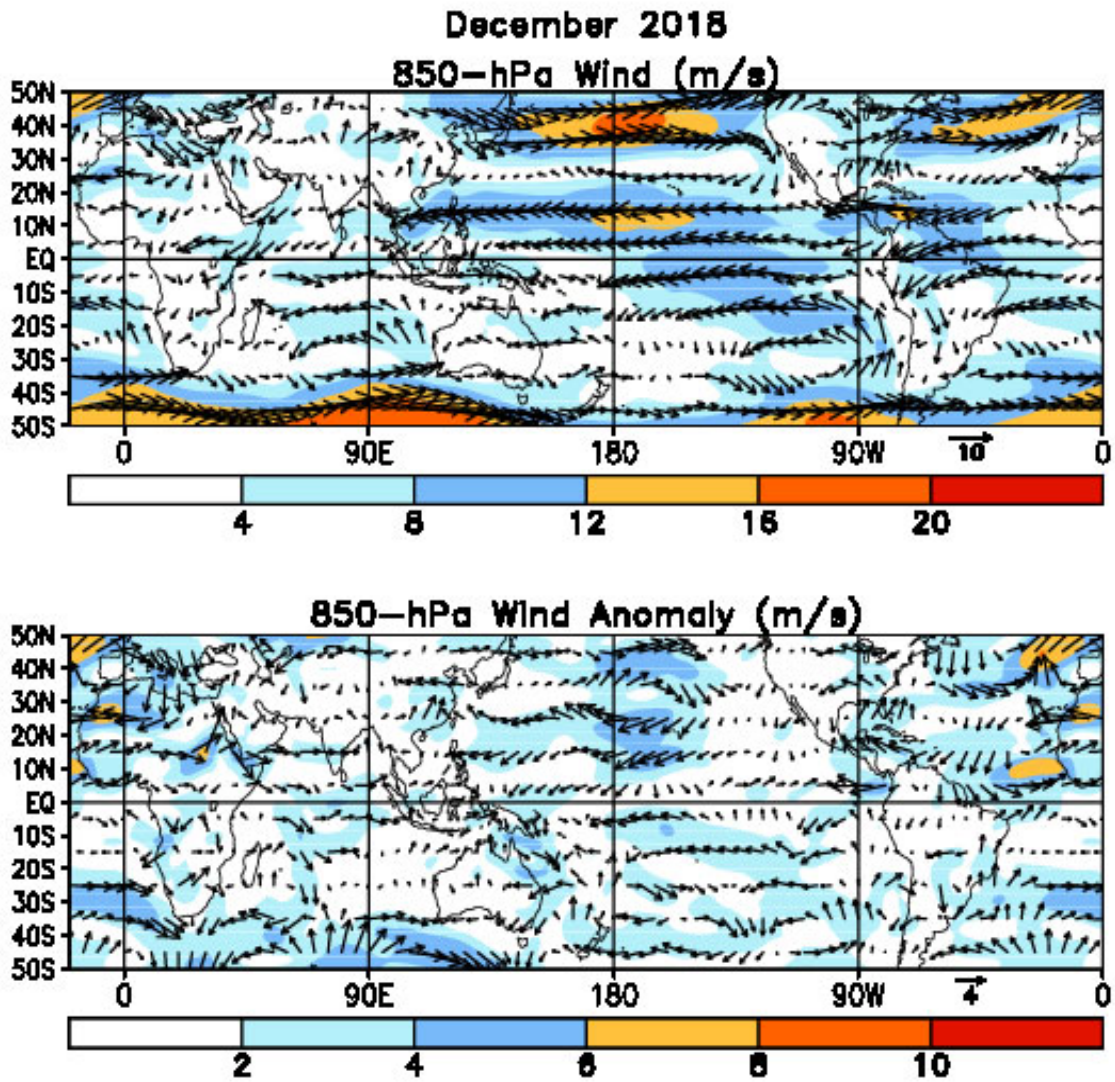 December 2018
850-hPa Wind (m/s)
50N
40N
30N
20N
10N
EQ
10S
20S
30S
40S
50S
0 90E 180 90W 10 0
4 8 12 16 20
850-hPa Wind Anomaly (m/s)
50N
40N
30N
20N
10N
EQ
10S
20S
30S
40S
50S
0 90E 180 90W 4 0
2 4 6 8 10